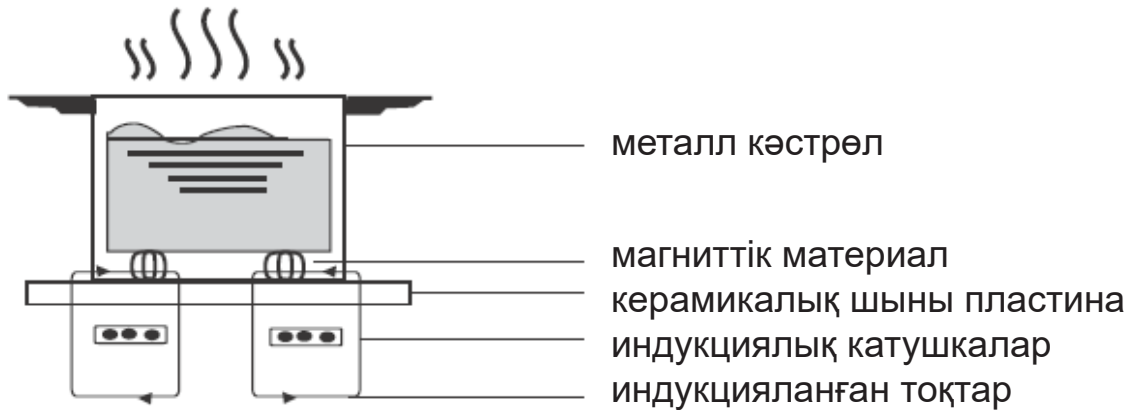 металл кәстрөл
магниттік материал
керамикалық шыны пластина
индукциялық катушкалар
индукцияланған тоқтар